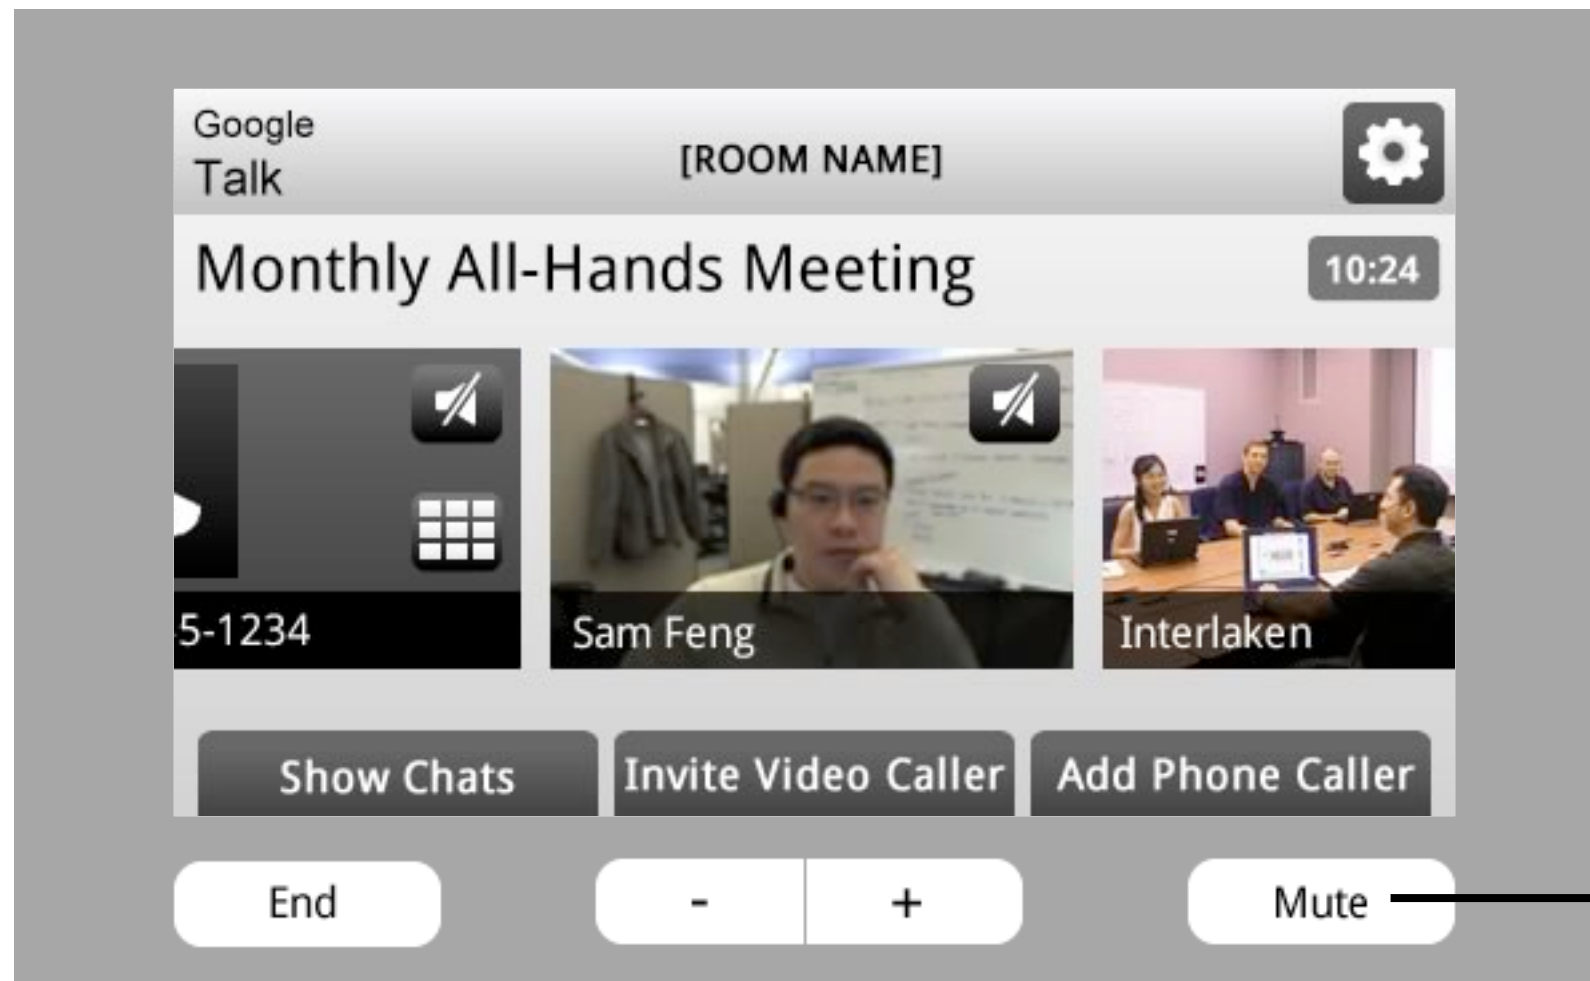 Google
Talk
[ROOM NAME]
Monthly All-Hands Meeting
10:24
5-1234
Sam Feng
Interlaken
Show Chats
Invite Video Caller
Add Phone Caller
End
-
+
Mute